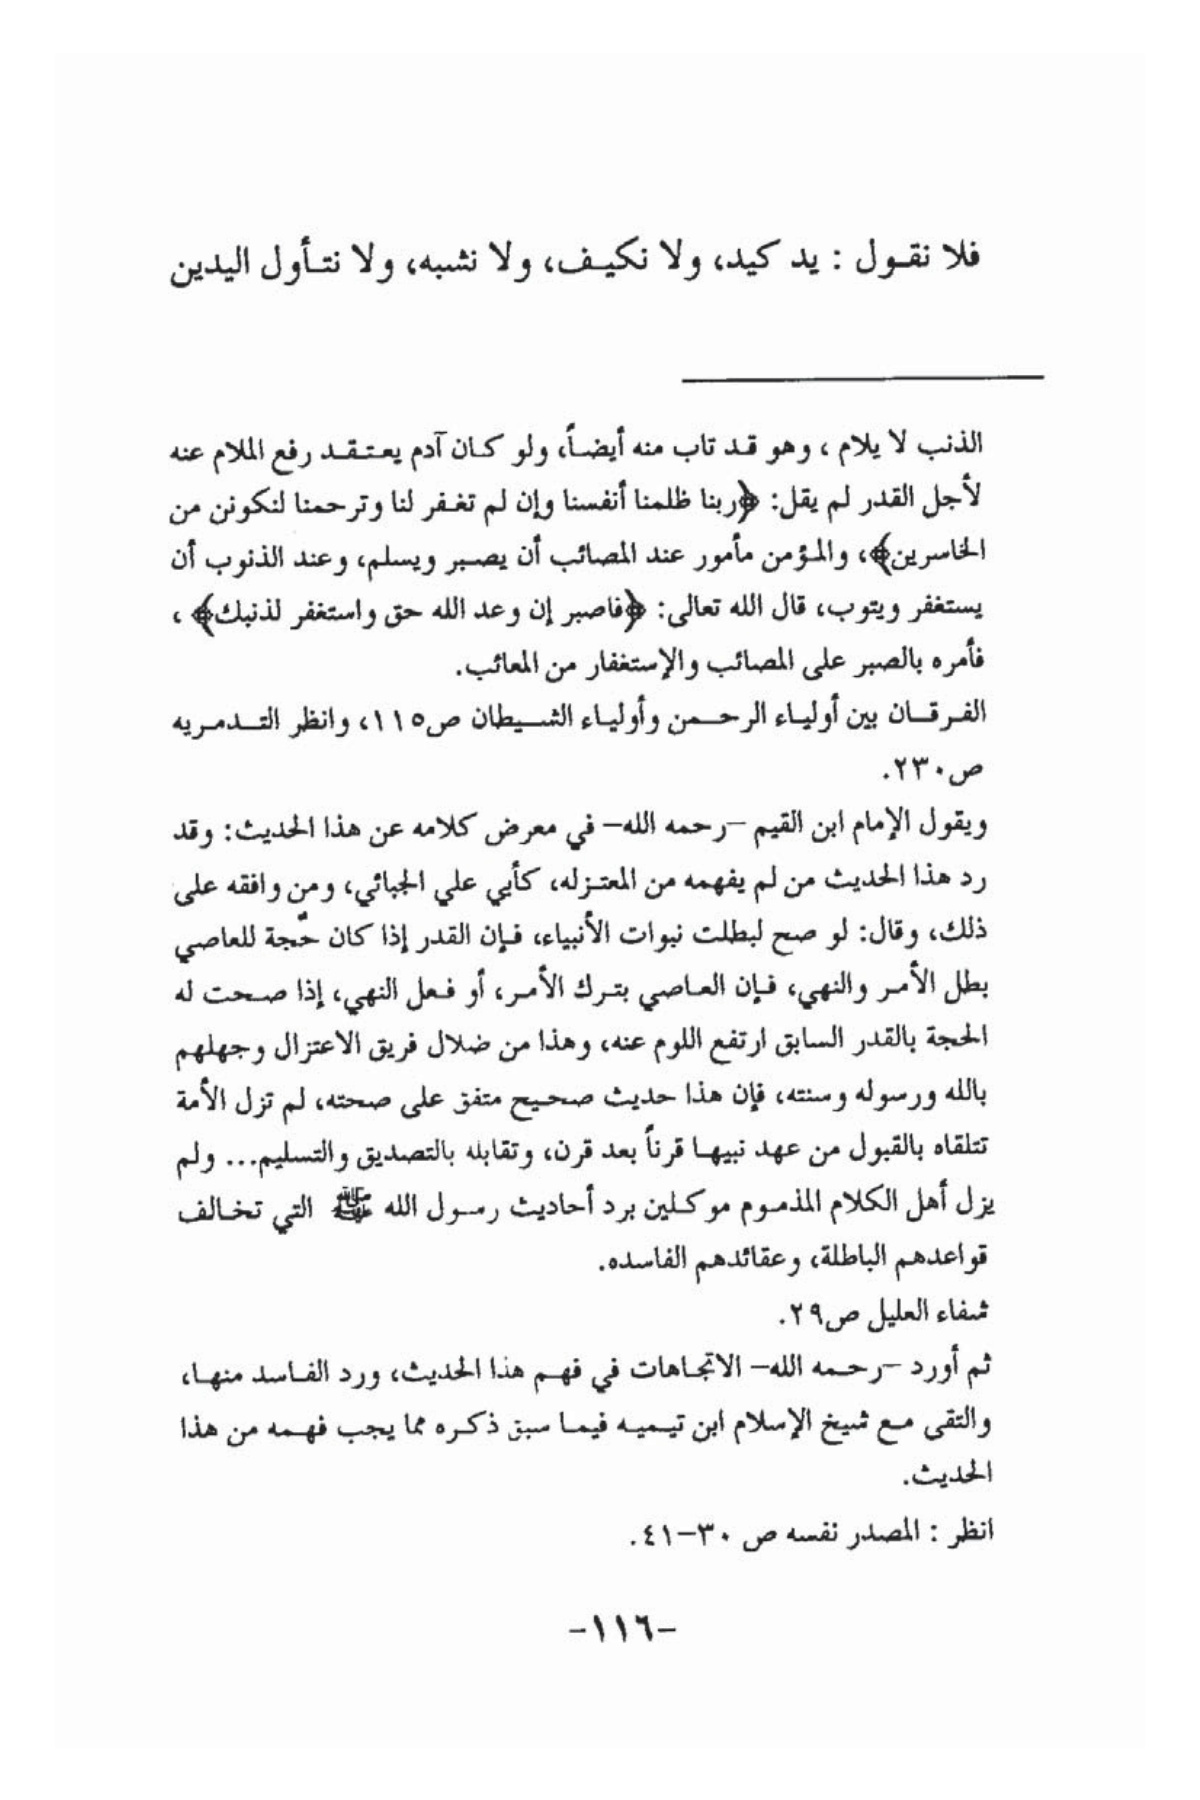 فلا نقول : يد كيد، ولا نكيف، ولا نشبه، ولا نتأول اليدين
الذنب لا يلام ، وهو قد تاب منه أيضاً، ولو كان آدم يعتقد رفع الملام عنه
لأجل القدر لم يقل: ﴿ربنا ظلمنا أنفسنا وإن لم تغفر لنا وترحمنا لنكونن من
الخاسرين﴾، والمؤمن مأمور عند المصائب أن يصبر ويسلم، وعند الذنوب أن
يستغفر ويتوب، قال الله تعالى: ﴿فاصبر إن وعد الله حق واستغفر لذنبك﴾ ،
فأمره بالصبر على المصائب والإستغفار من المعائب.
الفرقان بين أولياء الرحمن وأولياء الشيطان ص١١٥، وانظر التدمريه
ص٢٣٠.
ويقول الإمام ابن القيم –رحمه الله– في معرض كلامه عن هذا الحديث: وقد
رد هذا الحديث من لم يفهمه من المعتزله، كأبي علي الجبائي، ومن وافقه على
ذلك، وقال: لو صح لبطلت نبوات الأنبياء، فإن القدر إذا كان حّجة للعاصي
بطل الأمر والنهي، فإن العاصي بترك الأمر، أو فعل النهي، إذا صحت له
الحجة بالقدر السابق ارتفع اللوم عنه، وهذا من ضلال فريق الاعتزال وجهلهم
بالله ورسوله وسنته، فإن هذا حديث صحيح متفق على صحته، لم تزل الأمة
تتلقاه بالقبول من عهد نبيها قرناً بعد قرن، وتقابله بالتصديق والتسليم... ولم
يزل أهل الكلام المذموم موكلين برد أحاديث رسول الله ﷺ التي تخالف
قواعدهم الباطلة، وعقائدهم الفاسده.
شفاء العليل ص٢٩.
ثم أورد –رحمه الله– الاتجاهات في فهم هذا الحديث، ورد الفاسد منها،
والتقى مع شيخ الإسلام ابن تيميه فيما سبق ذكره مما يجب فهمه من هذا
الحديث.
انظر : المصدر نفسه ص ٣٠–٤١.
–١١٦–